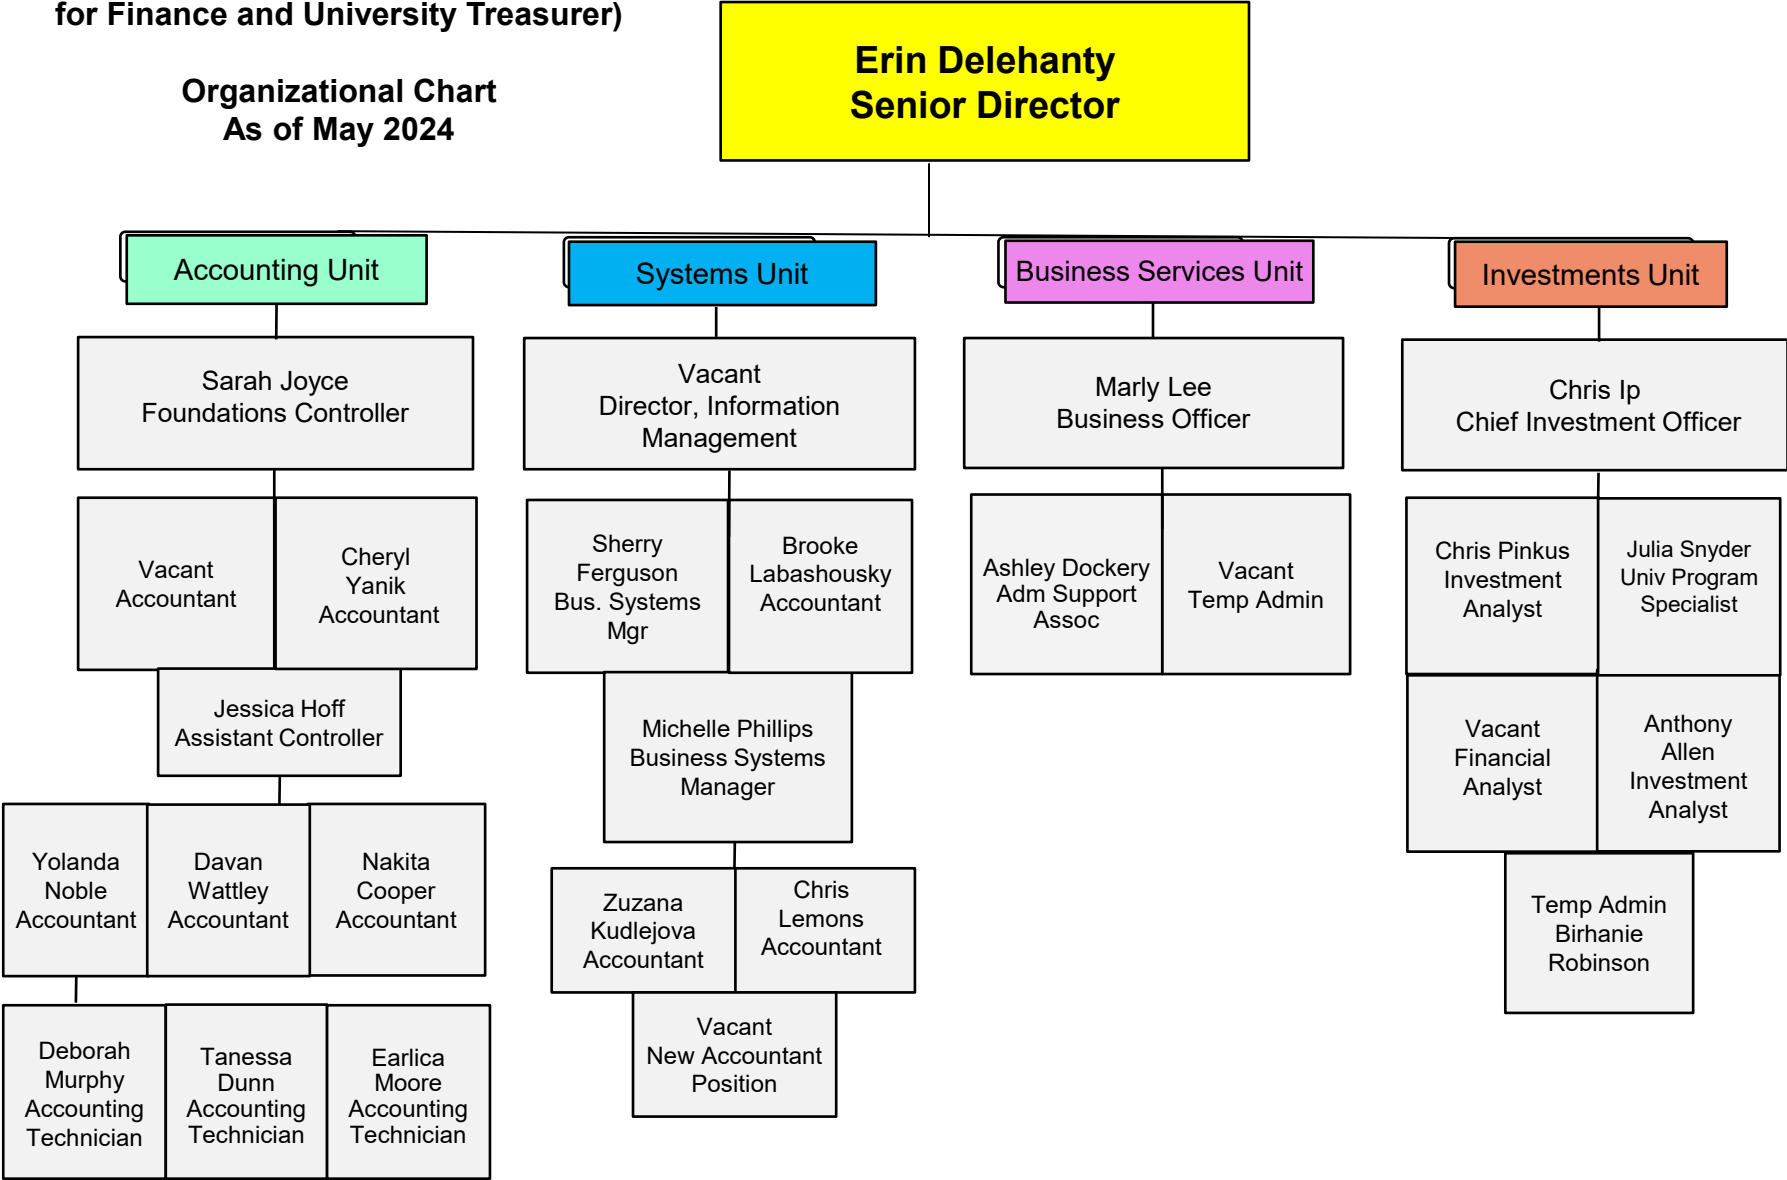 for Finance and University Treasurer)
Organizational Chart
As of May 2024
Erin Delehanty
Senior Director
Accounting Unit
Systems Unit
Business Services Unit
Investments Unit
Sarah Joyce
Foundations Controller
Vacant
Director, Information
Management
Marly Lee
Business Officer
Chris Ip
Chief Investment Officer
Vacant
Accountant
Cheryl
Yanik
Accountant
Sherry
Ferguson
Bus. Systems
Mgr
Brooke
Labashousky
Accountant
Ashley Dockery
Adm Support
Assoc
Vacant
Temp Admin
Chris Pinkus
Investment
Analyst
Julia Snyder
Univ Program
Specialist
Jessica Hoff
Assistant Controller
Michelle Phillips
Business Systems
Manager
Vacant
Financial
Analyst
Anthony
Allen
Investment
Analyst
Yolanda
Noble
Accountant
Davan
Wattley
Accountant
Nakita
Cooper
Accountant
Zuzana
Kudlejova
Accountant
Chris
Lemons
Accountant
Temp Admin
Birhanie
Robinson
Deborah
Murphy
Accounting
Technician
Tanessa
Dunn
Accounting
Technician
Earlica
Moore
Accounting
Technician
Vacant
New Accountant
Position